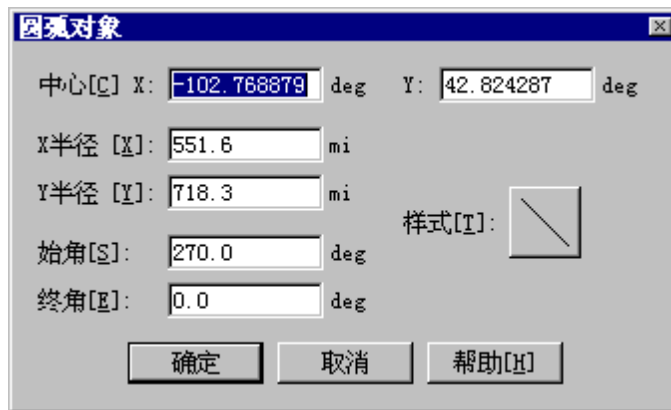 圆弧对象
中心[C] X: -102.768879 deg Y: 42.824287 deg
X半径 [X]: 551.6 mi
Y半径 [Y]: 718.3 mi
样式[T]:
始角[S]: 270.0 deg
终角[E]: 0.0 deg
确定 取消 帮助[H]